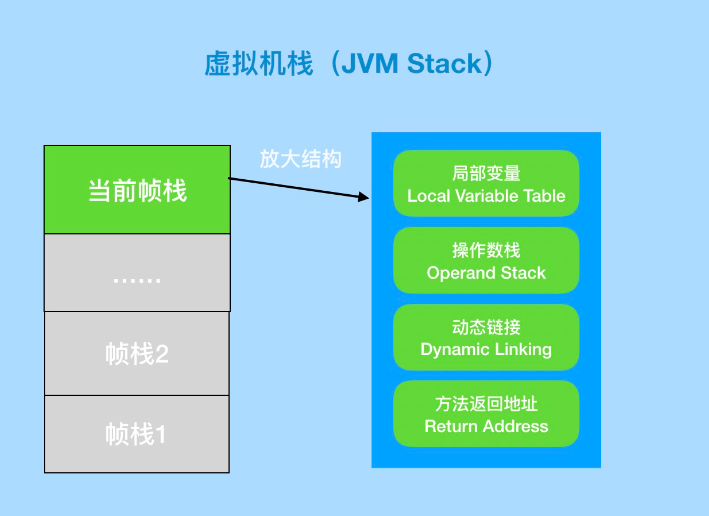 虚拟机栈（JVM Stack）
当前帧栈
......
帧栈2
帧栈1
放大结构
局部变量
Local Variable Table
操作数栈
Operand Stack
动态链接
Dynamic Linking
方法返回地址
Return Address